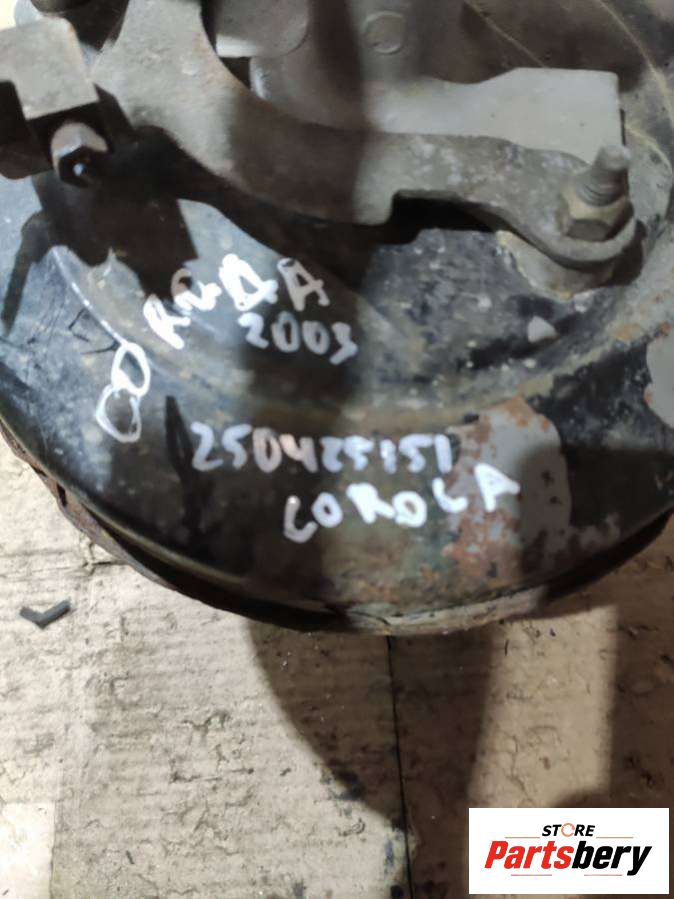 2003
250425151
COROLA
STORE
Partsbery